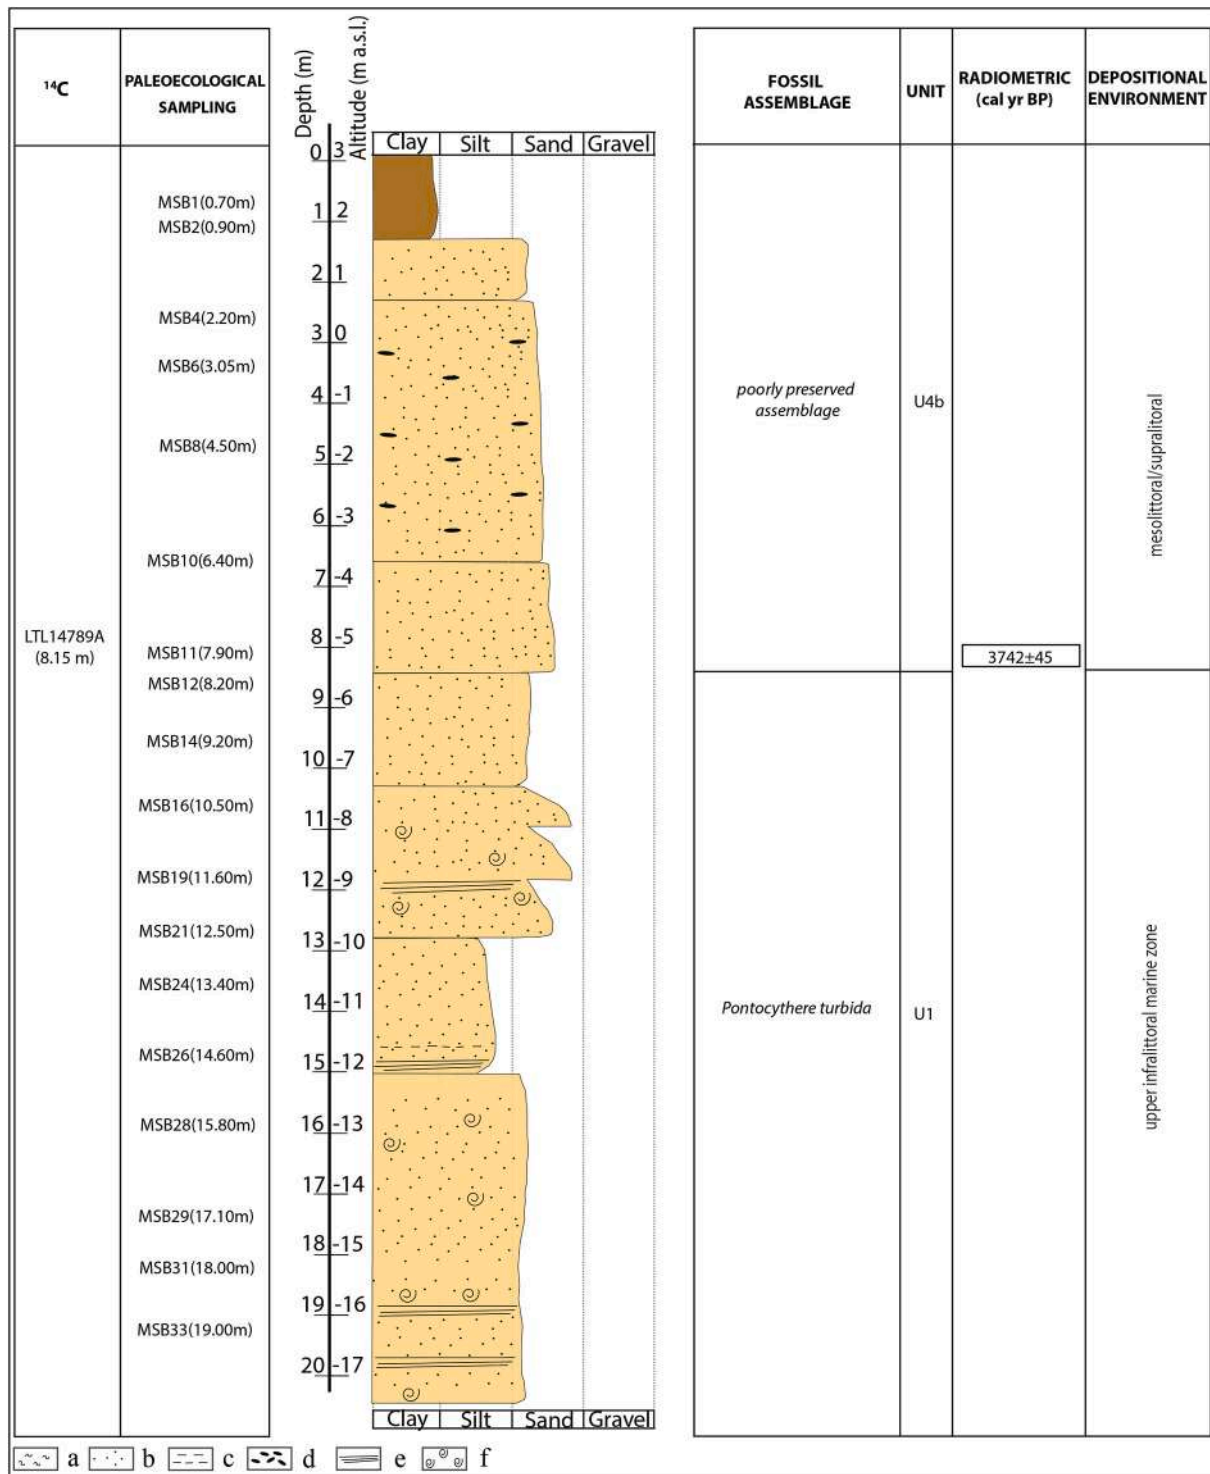 14C
PALEOECOLOGICAL
SAMPLING
Depth (m)
Altitude (m a.s.l.)
FOSSIL
ASSEMBLAGE
UNIT
RADIOMETRIC
(cal yr BP)
DEPOSITIONAL
ENVIRONMENT
Clay Silt Sand Gravel
0 3
MSB1(0.70m)
1 2
MSB2(0.90m)
2 1
MSB4(2.20m)
3 0
MSB6(3.05m)
4 -1
poorly preserved
assemblage
U4b
mesolittoral/supralitoral
MSB8(4.50m)
5 -2
6 -3
MSB10(6.40m)
7 -4
LTL14789A
(8.15 m)
8 -5
MSB11(7.90m)
3742±45
MSB12(8.20m)
9 -6
MSB14(9.20m)
10 -7
MSB16(10.50m)
11 -8
MSB19(11.60m)
12 -9
MSB21(12.50m)
13 -10
MSB24(13.40m)
14 -11
Pontocythere turbida
U1
upper infralittoral marine zone
MSB26(14.60m)
15 -12
MSB28(15.80m)
16 -13
17 -14
MSB29(17.10m)
18 -15
MSB31(18.00m)
19 -16
MSB33(19.00m)
20 -17
Clay Silt Sand Gravel
a b c d e f